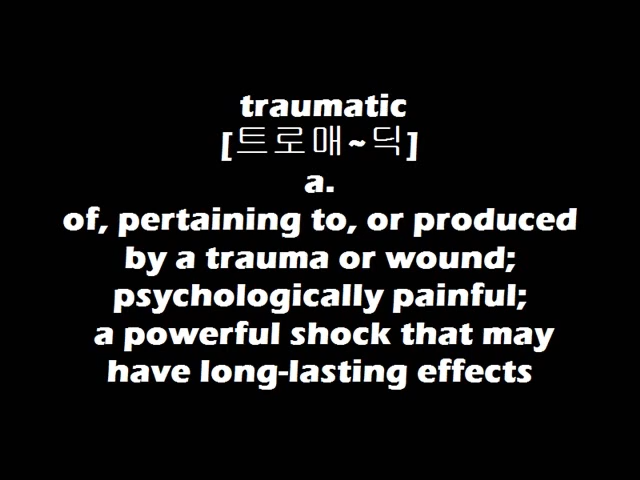 traumatic
[트로매~딕]
a.
of, pertaining to, or produced
by a trauma or wound;
psychologically painful;
a powerful shock that may
have long-lasting effects